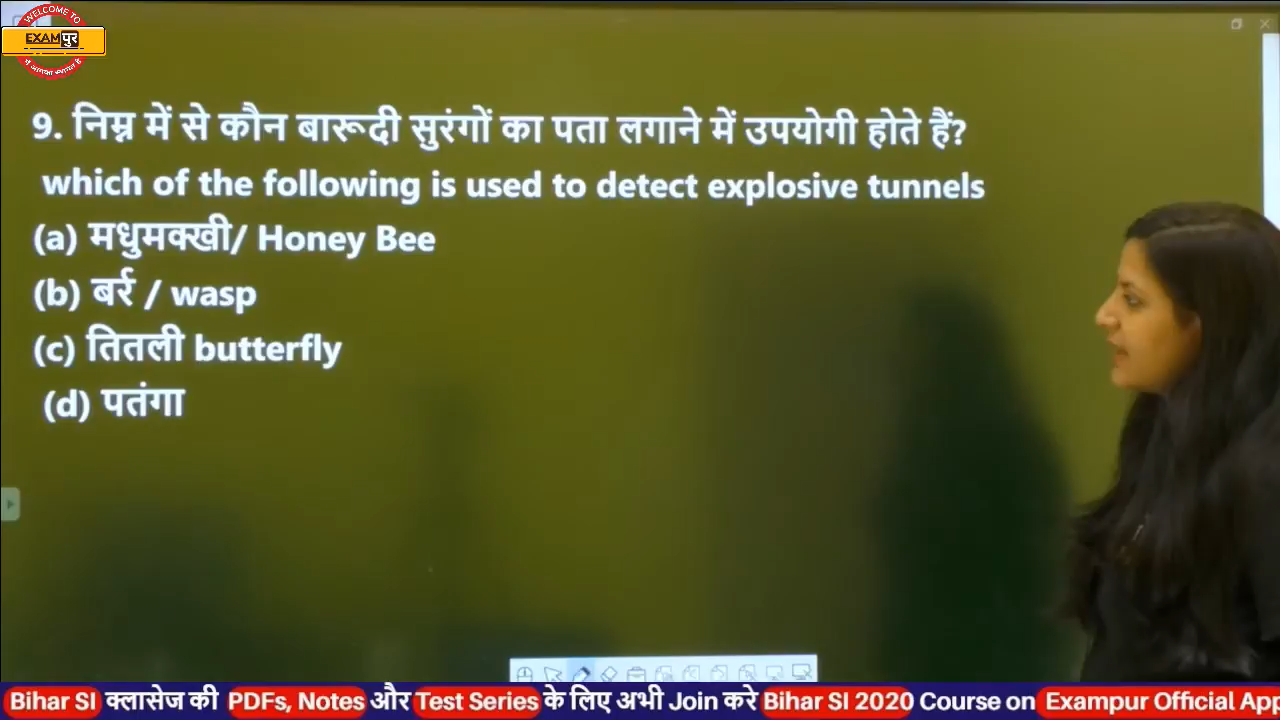 WELCOME TO
EXAMपुर
9. निम्न में से कौन बारूदी सुरंगों का पता लगाने में उपयोगी होते हैं?
which of the following is used to detect explosive tunnels
(a) मधुमक्खी/ Honey Bee
(b) बर्र / wasp
(c) तितली butterfly
(d) पतंगा
Bihar SI क्लासेज की PDFs, Notes और Test Series के लिए अभी Join करे Bihar SI 2020 Course on Exampur Official App